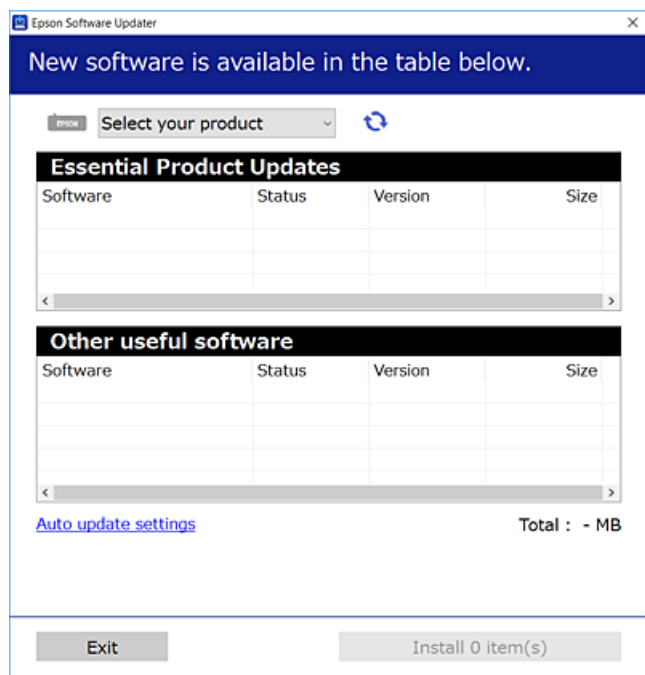 Epson Software Updater
New software is available in the table below.
EPSON
Select your product
Essential Product Updates
Software Status Version Size
Other useful software
Software Status Version Size
Auto update settings
Total : - MB
Exit
Install 0 item(s)